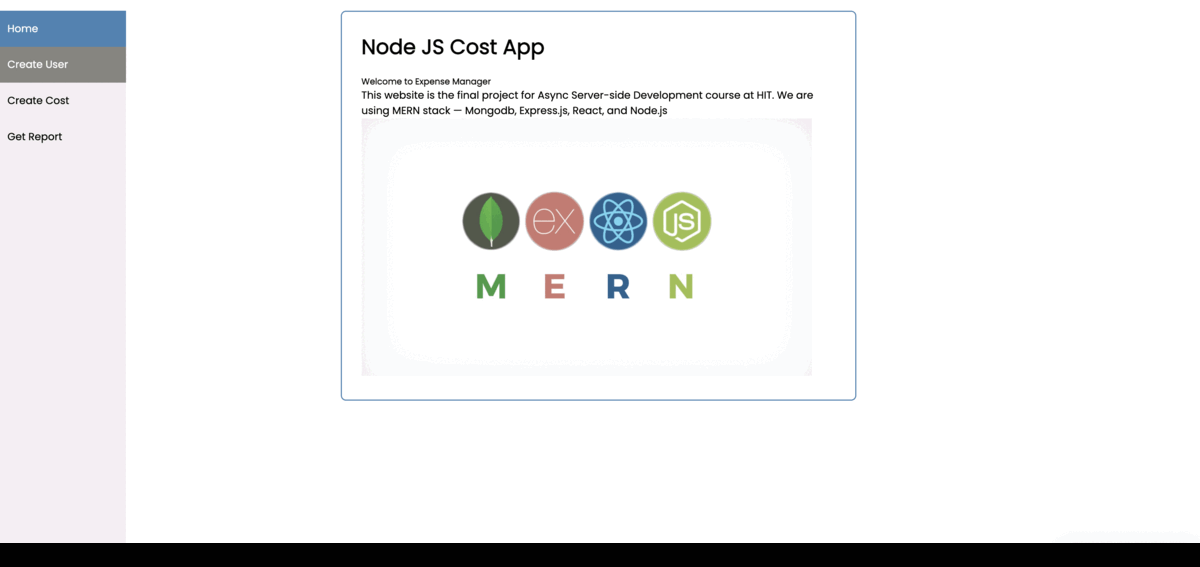 Home
Create User
Create Cost
Get Report
Node JS Cost App
Welcome to Expense Manager
This website is the final project for Async Server-side Development course at HIT. We are
using MERN stack — Mongodb, Express.js, React, and Node.js
ex
JS
M E R N